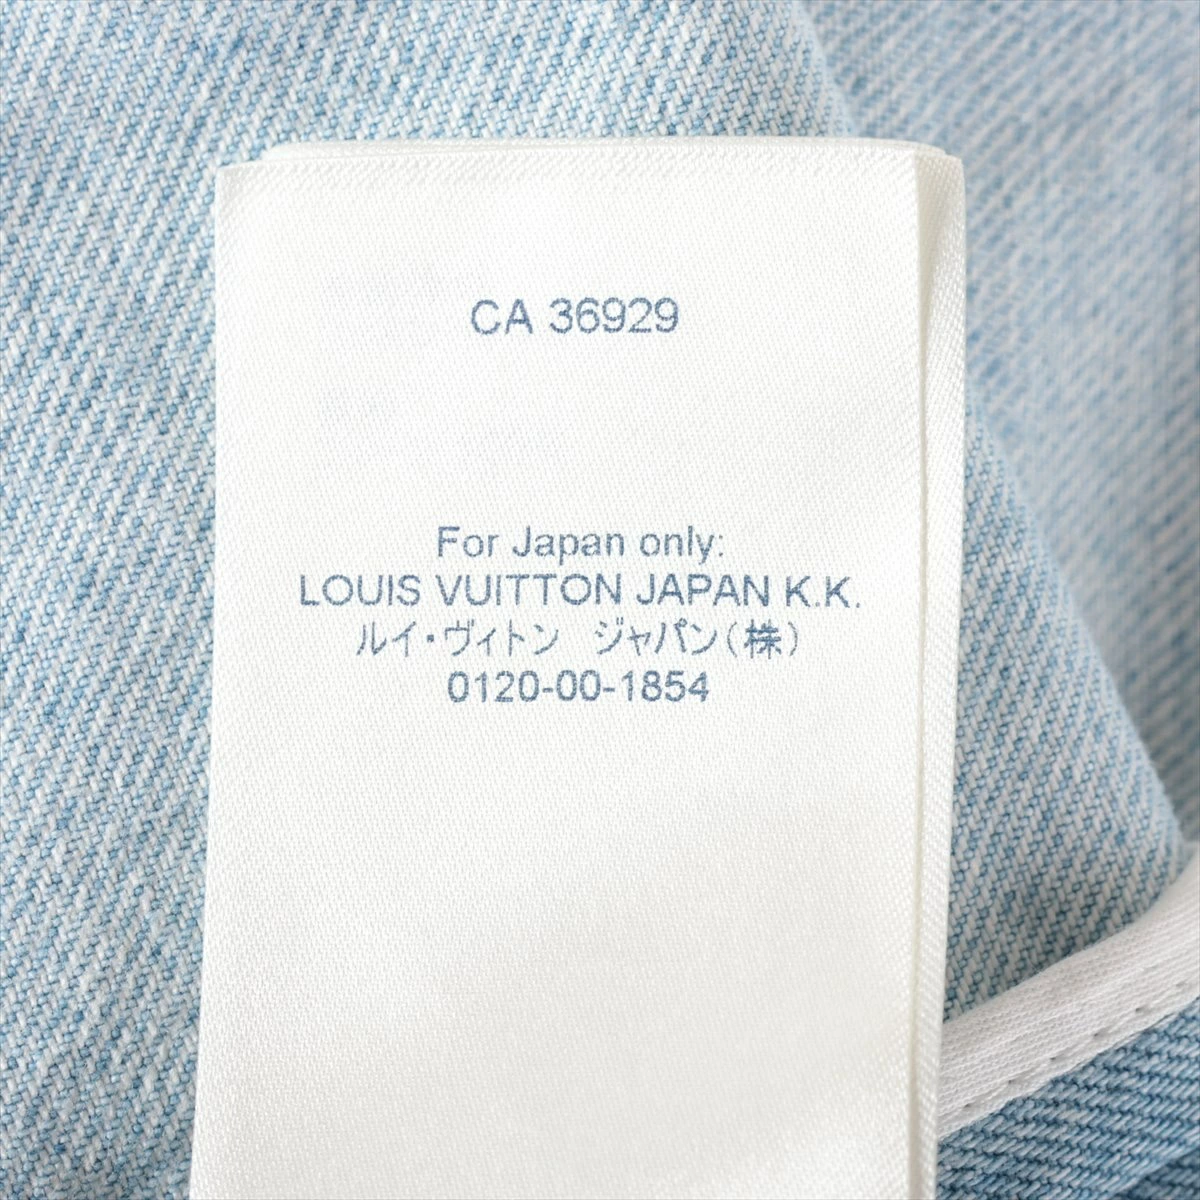 CA 36929
For Japan only:
LOUIS VUITTON JAPAN K.K.
ルイ・ヴィトン　ジャパン（株）
0120-00-1854